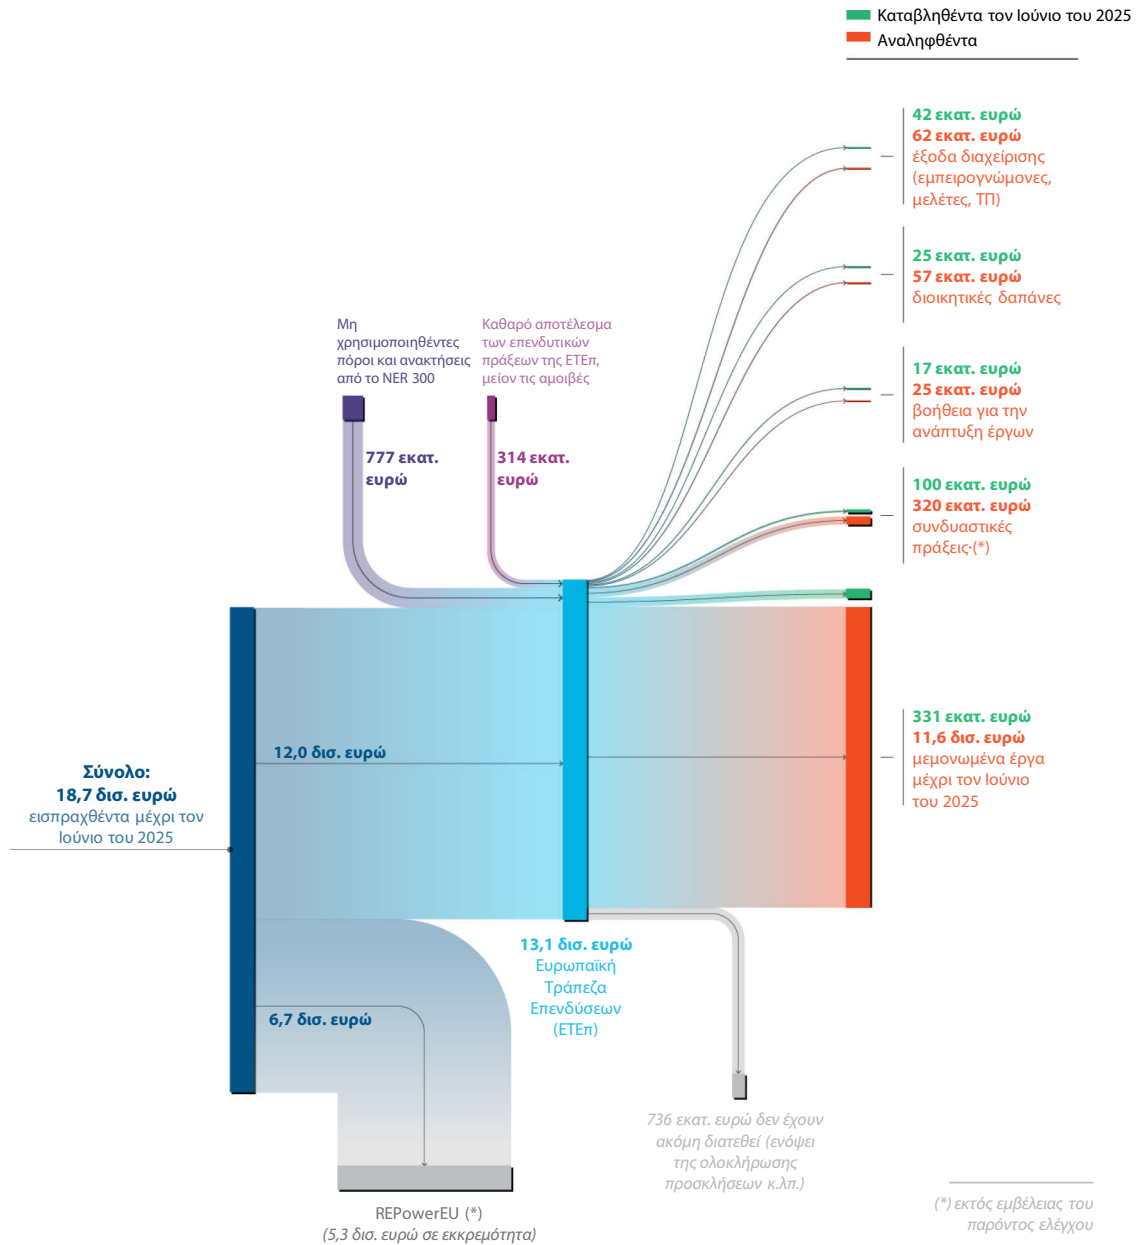 Καταβληθέντα τον Ιούνιο του 2025
Αναληφθέντα
42 εκατ. ευρώ
62 εκατ. ευρώ
έξοδα διαχείρισης
(εμπειρογνώμονες,
μελέτες, ΤΠ)
25 εκατ. ευρώ
57 εκατ. ευρώ
διοικητικές δαπάνες
Μη
χρησιμοποιηθέντες
πόροι και ανακτήσεις
από το NER 300
Καθαρό αποτέλεσμα
των επενδυτικών
πράξεων της ΕΤΕπ,
μείον τις αμοιβές
17 εκατ. ευρώ
25 εκατ. ευρώ
βοήθεια για την
ανάπτυξη έργων
777 εκατ.
ευρώ
314 εκατ.
ευρώ
100 εκατ. ευρώ
320 εκατ. ευρώ
συνδυαστικές
πράξεις·(*)
331 εκατ. ευρώ
11,6 δισ. ευρώ
μεμονωμένα έργα
μέχρι τον Ιούνιο
του 2025
12,0 δισ. ευρώ
Σύνολο:
18,7 δισ. ευρώ
εισπραχθέντα μέχρι τον
Ιούνιο του 2025
13,1 δισ. ευρώ
Ευρωπαϊκή
Τράπεζα
Επενδύσεων
(ΕΤΕπ)
6,7 δισ. ευρώ
736 εκατ. ευρώ δεν έχουν
ακόμη διατεθεί (ενόψει
της ολοκλήρωσης
προσκλήσεων κ.λπ.)
REPowerEU (*)
(5,3 δισ. ευρώ σε εκκρεμότητα)
(*) εκτός εμβέλειας του
παρόντος ελέγχου